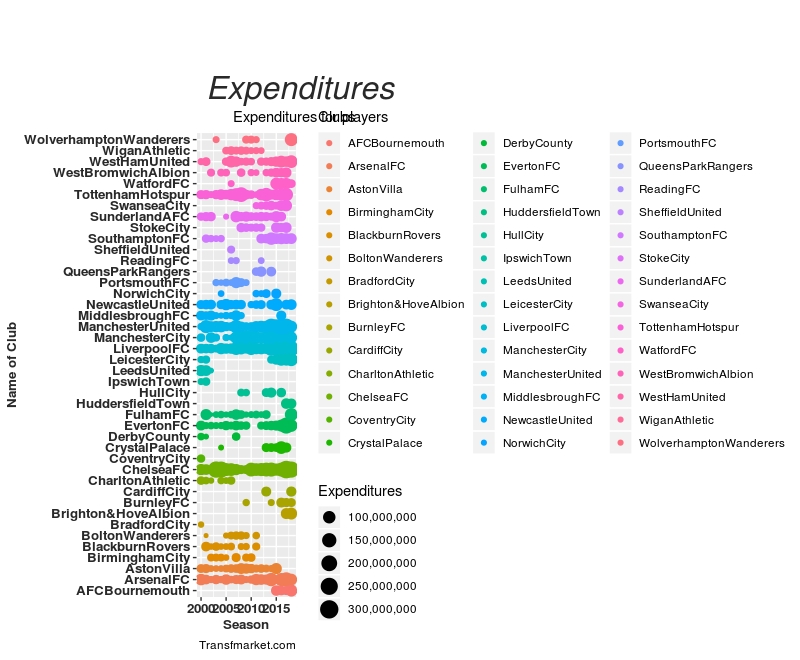 Expenditures
Expenditures for players
Clubs
Name of Club
WolverhamptonWanderers
WiganAthletic
WestHamUnited
WestBromwichAlbion
WatfordFC
TottenhamHotspur
SwanseaCity
SunderlandAFC
StokeCity
SouthamptonFC
SheffieldUnited
ReadingFC
QueensParkRangers
PortsmouthFC
NorwichCity
NewcastleUnited
MiddlesbroughFC
ManchesterUnited
ManchesterCity
LiverpoolFC
LeicesterCity
LeedsUnited
IpswichTown
HullCity
HuddersfieldTown
FulhamFC
EvertonFC
DerbyCounty
CrystalPalace
CoventryCity
ChelseaFC
CharltonAthletic
CardiffCity
BurnleyFC
Brighton&HoveAlbion
BradfordCity
BoltonWanderers
BlackburnRovers
BirminghamCity
AstonVilla
ArsenalFC
AFCBournemouth
2000 2005 2010 2015
Season
Transfmarket.com
AFCBournemouth
ArsenalFC
AstonVilla
BirminghamCity
BlackburnRovers
BoltonWanderers
BradfordCity
Brighton&HoveAlbion
BurnleyFC
CardiffCity
CharltonAthletic
ChelseaFC
CoventryCity
CrystalPalace
DerbyCounty
EvertonFC
FulhamFC
HuddersfieldTown
HullCity
IpswichTown
LeedsUnited
LeicesterCity
LiverpoolFC
ManchesterCity
ManchesterUnited
MiddlesbroughFC
NewcastleUnited
NorwichCity
PortsmouthFC
QueensParkRangers
ReadingFC
SheffieldUnited
SouthamptonFC
StokeCity
SunderlandAFC
SwanseaCity
TottenhamHotspur
WatfordFC
WestBromwichAlbion
WestHamUnited
WiganAthletic
WolverhamptonWanderers
Expenditures
100,000,000
150,000,000
200,000,000
250,000,000
300,000,000